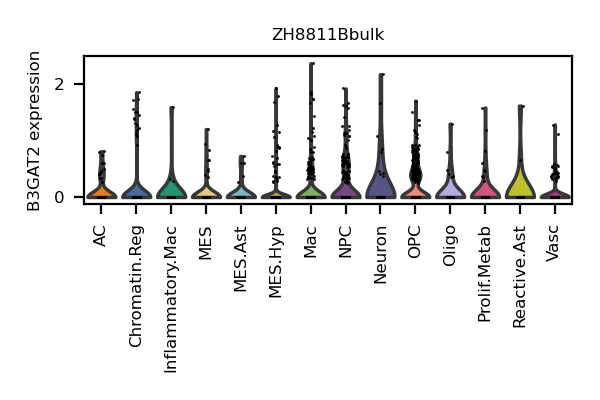 ZH8811Bbulk
B3GAT2 expression
2
0
AC
Chromatin.Reg
Inflammatory.Mac
MES
MES.Ast
MES.Hyp
Mac
NPC
Neuron
OPC
Oligo
Prolif.Metab
Reactive.Ast
Vasc